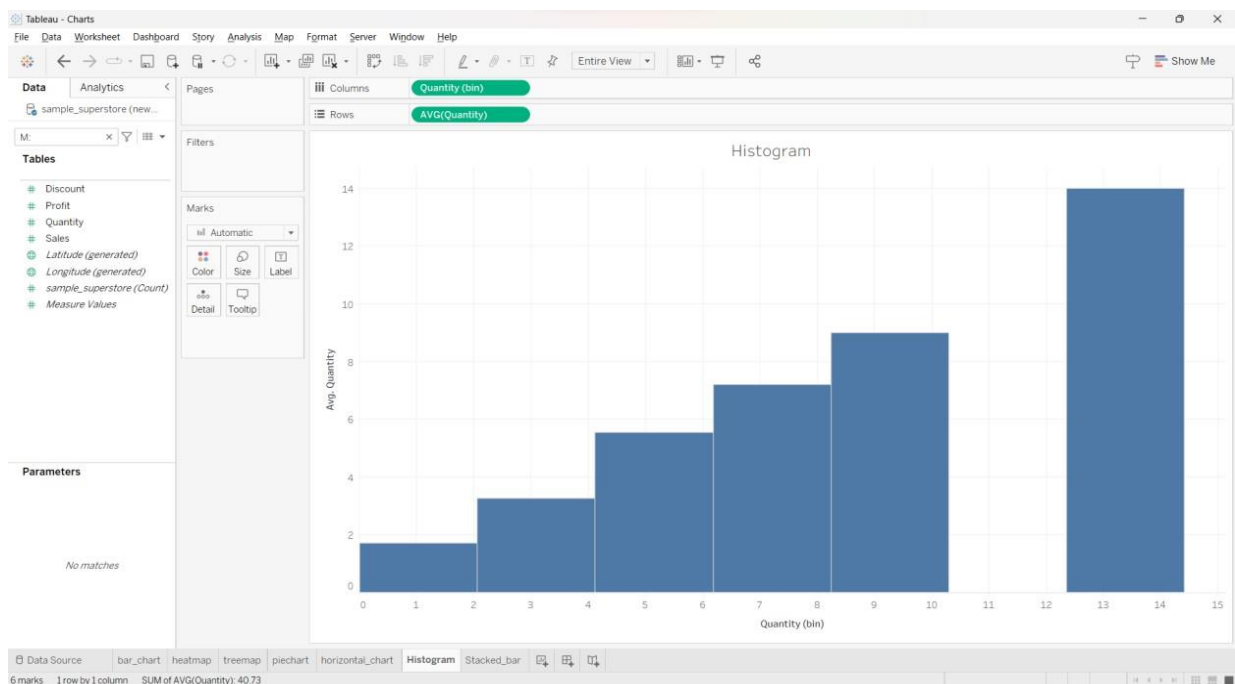 Tableau - Charts
File Data Worksheet Dashboard Story Analysis Map Format Server Window Help
Entire View
Show Me
Data Analytics
Pages
Columns Quantity (bin)
Rows AVG(Quantity)
sample_superstore (new...
M:
Filters
Tables
Discount
Profit
Quantity
Sales
Latitude (generated)
Longitude (generated)
sample_superstore (Count)
Measure Values
Marks
Automatic
Color Size Label
Detail Tooltip
Parameters
No matches
Histogram
Avg. Quantity
14
12
10
8
6
4
2
0
0 1 2 3 4 5 6 7 8 9 10 11 12 13 14 15
Quantity (bin)
Data Source bar_chart heatmap treemap piechart horizontal_chart Histogram Stacked_bar
6 marks 1 row by 1 column SUM of AVG(Quantity): 40.73